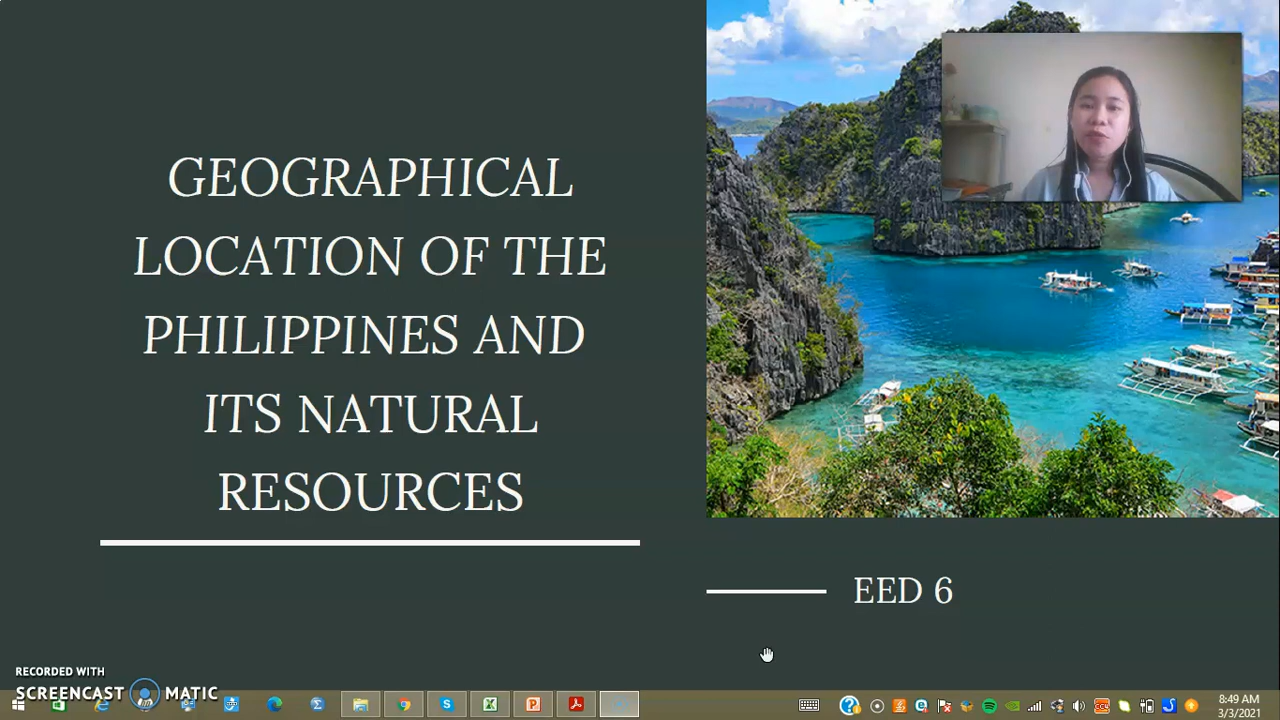 GEOGRAPHICAL
LOCATION OF THE
PHILIPPINES AND
ITS NATURAL
RESOURCES
EED 6
RECORDED WITH
SCREENCAST MATIC
8:49 AM
3/3/2021